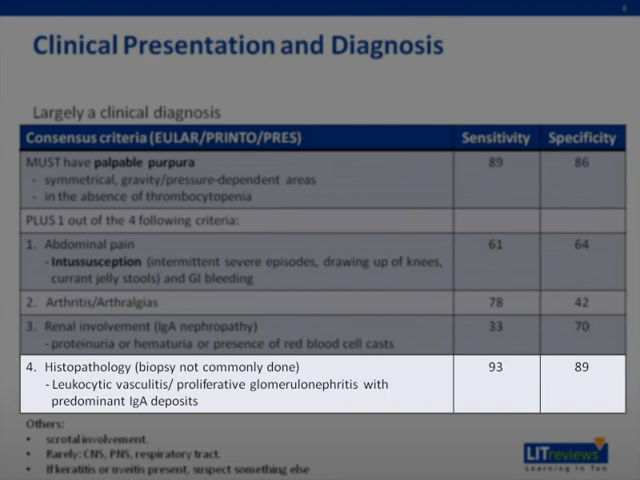 6
Clinical Presentation and Diagnosis
Largely a clinical diagnosis
Consensus criteria (EULAR/PRINTO/PRES) Sensitivity Specificity
MUST have palpable purpura 89 86
- symmetrical, gravity/pressure-dependent areas
- in the absence of thrombocytopenia
PLUS 1 out of the 4 following criteria:
1. Abdominal pain 61 64
- Intussusception (intermittent severe episodes, drawing up of knees,
currant jelly stools) and GI bleeding
2. Arthritis/Arthralgias 78 42
3. Renal involvement (IgA nephropathy) 33 70
- proteinuria or hematuria or presence of red blood cell casts
4. Histopathology (biopsy not commonly done) 93 89
- Leukocytic vasculitis/ proliferative glomerulonephritis with
predominant IgA deposits
Others:
• scrotal involvement.
• Rarely: CNS, PNS, respiratory tract.
• If keratitis or uveitis present, suspect something else
LITreviews
Learning In Ten